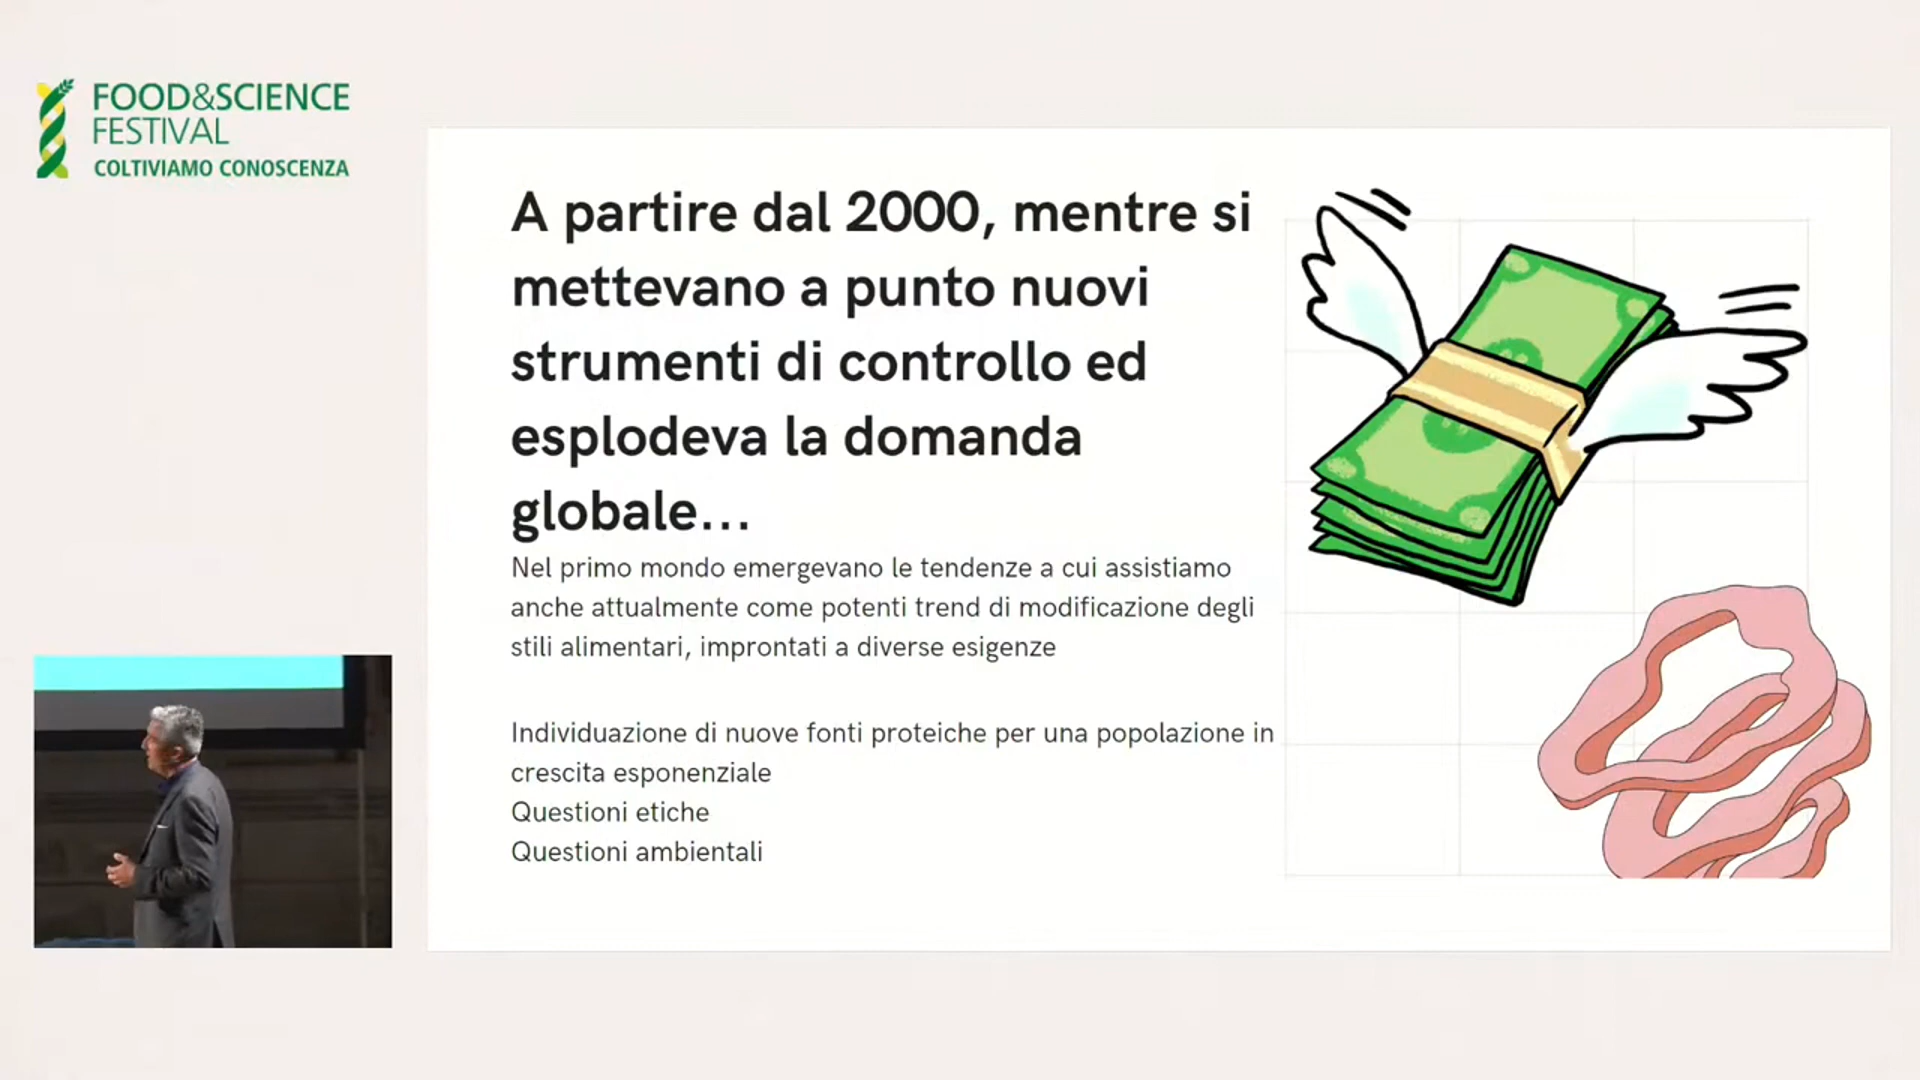 FOOD&SCIENCE
FESTIVAL
COLTIVIAMO CONOSCENZA
A partire dal 2000, mentre si
mettevano a punto nuovi
strumenti di controllo ed
esplodeva la domanda
globale...
Nel primo mondo emergevano le tendenze a cui assistiamo
anche attualmente come potenti trend di modificazione degli
stili alimentari, improntati a diverse esigenze
Individuazione di nuove fonti proteiche per una popolazione in
crescita esponenziale
Questioni etiche
Questioni ambientali